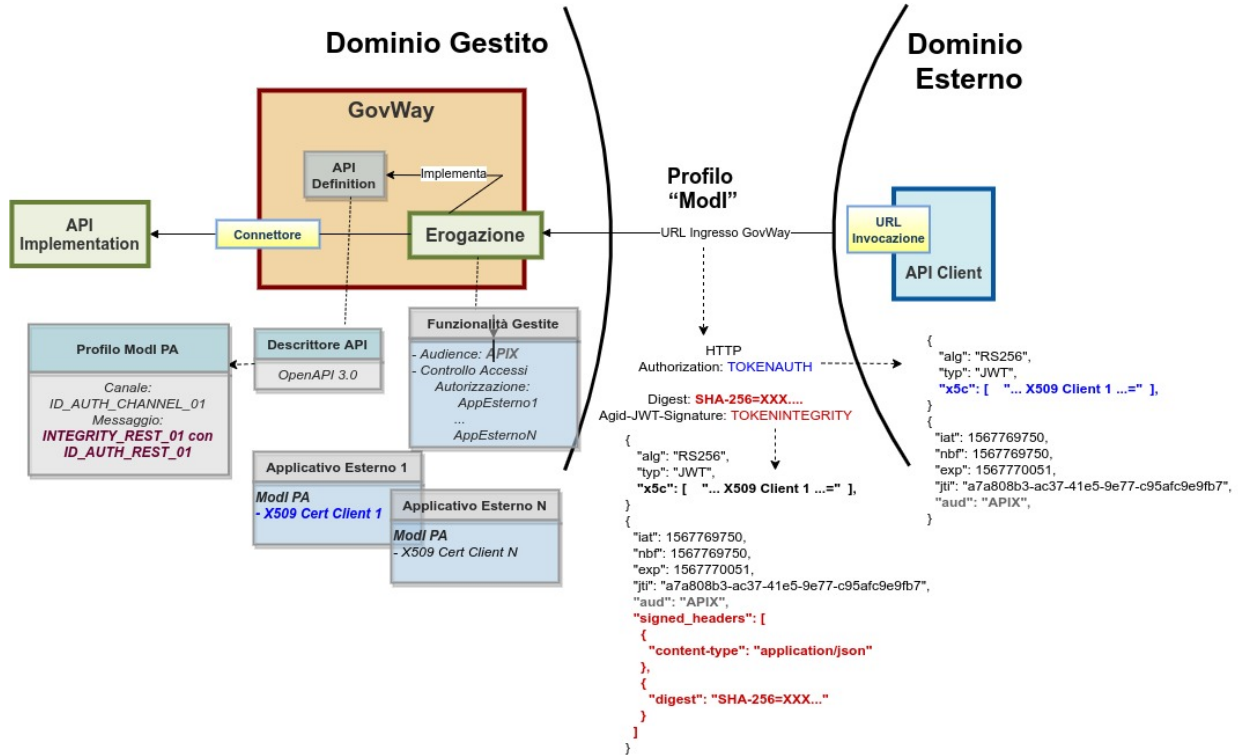 Dominio Gestito
Dominio
Esterno
GovWay
API
Definition
Implementa
Profilo
“ModI”
API
Implementation
Connettore
Erogazione
URL Ingresso GovWay
URL
Invocazione
API Client
Profilo ModI PA
Canale:
ID_AUTH_CHANNEL_01
Messaggio:
INTEGRITY_REST_01 con
ID_AUTH_REST_01
Descrittore API
OpenAPI 3.0
Funzionalità Gestite
- Audience: APIX
- Controllo Accessi
Autorizzazione:
AppEsterno1
...
AppEsternoN
Applicativo Esterno 1
ModI PA
- X509 Cert Client 1
Applicativo Esterno N
ModI PA
- X509 Cert Client N
HTTP
Authorization: TOKENAUTH
Digest: SHA-256=XXX....
Agid-JWT-Signature: TOKENINTEGRITY
{
"alg": "RS256",
"typ": "JWT",
"x5c": [ "... X509 Client 1 ...=" ],
}
{
"iat": 1567769750,
"nbf": 1567769750,
"exp": 1567770051,
"jti": "a7a808b3-ac37-41e5-9e77-c95afc9e9fb7",
"aud": "APIX",
"signed_headers": [
{
"content-type": "application/json"
},
{
"digest": "SHA-256=XXX..."
}
]
}
{
"alg": "RS256",
"typ": "JWT",
"x5c": [ "... X509 Client 1 ...=" ],
}
{
"iat": 1567769750,
"nbf": 1567769750,
"exp": 1567770051,
"jti": "a7a808b3-ac37-41e5-9e77-c95afc9e9fb7",
"aud": "APIX",
}